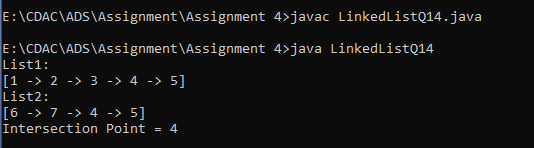 E:\CDAC\ADS\Assignment\Assignment 4>javac LinkedListQ14.java
E:\CDAC\ADS\Assignment\Assignment 4>java LinkedListQ14
List1:
[1 -> 2 -> 3 -> 4 -> 5]
List2:
[6 -> 7 -> 4 -> 5]
Intersection Point = 4